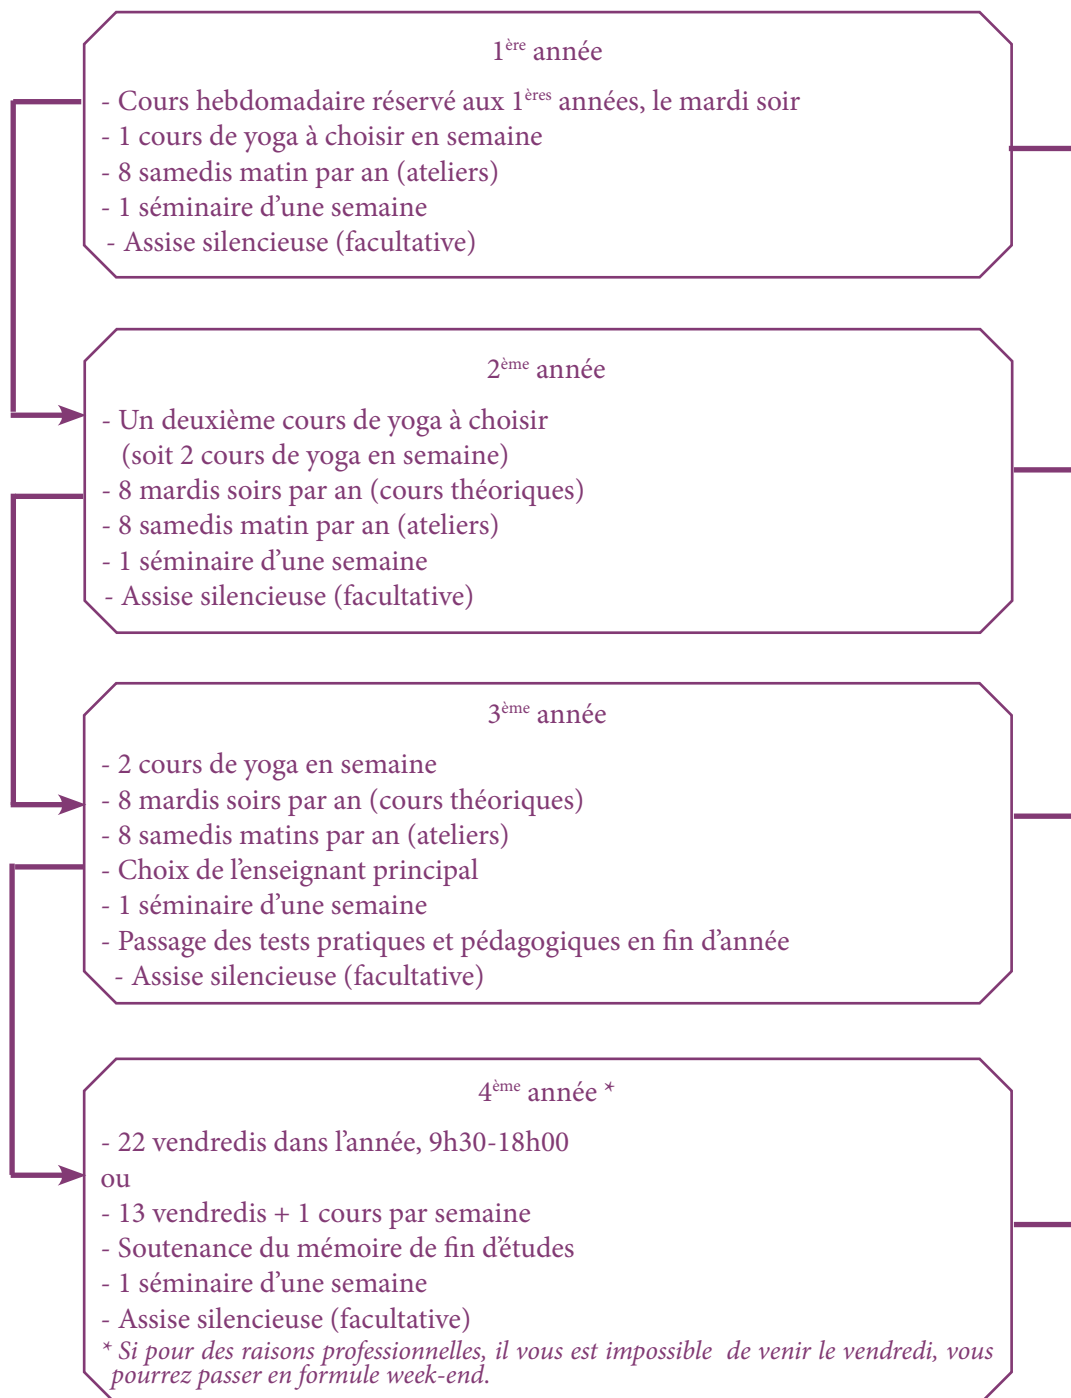 1ère année
- Cours hebdomadaire réservé aux 1ères années, le mardi soir
- 1 cours de yoga à choisir en semaine
- 8 samedis matin par an (ateliers)
- 1 séminaire d'une semaine
- Assise silencieuse (facultative)
2ème année
- Un deuxième cours de yoga à choisir
(soit 2 cours de yoga en semaine)
- 8 mardis soirs par an (cours théoriques)
- 8 samedis matin par an (ateliers)
- 1 séminaire d'une semaine
- Assise silencieuse (facultative)
3ème année
- 2 cours de yoga en semaine
- 8 mardis soirs par an (cours théoriques)
- 8 samedis matins par an (ateliers)
- Choix de l'enseignant principal
- 1 séminaire d'une semaine
- Passage des tests pratiques et pédagogiques en fin d'année
- Assise silencieuse (facultative)
4ème année *
- 22 vendredis dans l'année, 9h30-18h00
ou
- 13 vendredis + 1 cours par semaine
- Soutenance du mémoire de fin d'études
- 1 séminaire d'une semaine
- Assise silencieuse (facultative)
* Si pour des raisons professionnelles, il vous est impossible de venir le vendredi, vous
pourrez passer en formule week-end.